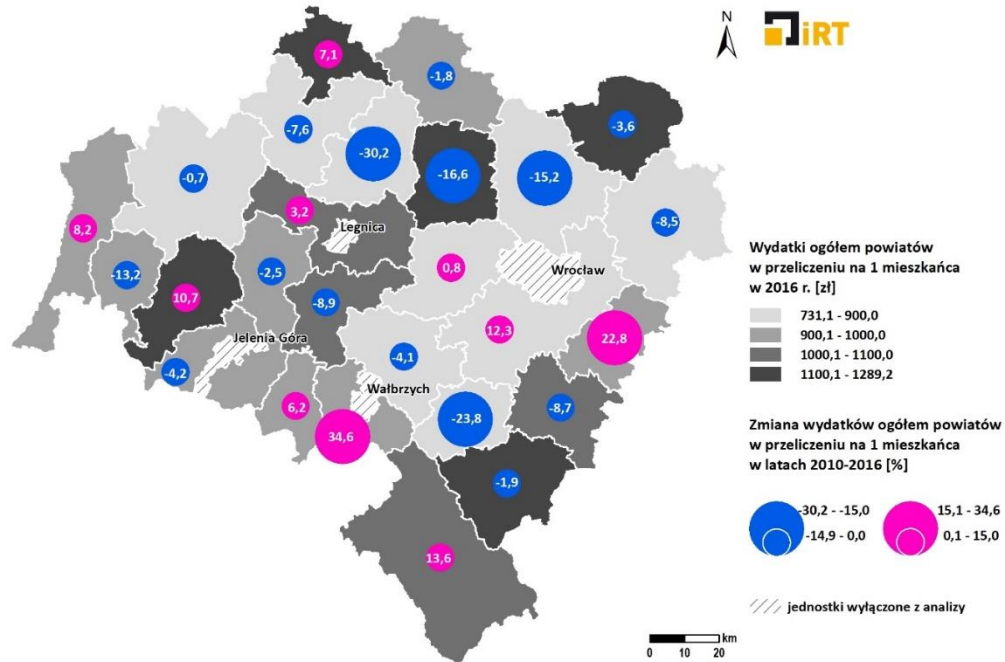 N
iRT
7,1
-1,8
-3,6
-7,6
-30,2
-16,6
-15,2
-0,7
3,2
Legnica
8,2
-8,5
-13,2
-2,5
0,8
Wrocław
10,7
-8,9
12,3
22,8
Jelenia Góra
-4,1
-4,2
Wałbrzych
6,2
-23,8
-8,7
34,6
-1,9
13,6
Wydatki ogółem powiatów
w przeliczeniu na 1 mieszkańca
w 2016 r. [zł]
731,1 - 900,0
900,1 - 1000,0
1000,1 - 1100,0
1100,1 - 1289,2
Zmiana wydatków ogółem powiatów
w przeliczeniu na 1 mieszkańca
w latach 2010-2016 [%]
-30,2 - -15,0 15,1 - 34,6
-14,9 - 0,0 0,1 - 15,0
jednostki wyłączone z analizy
km
0 10 20